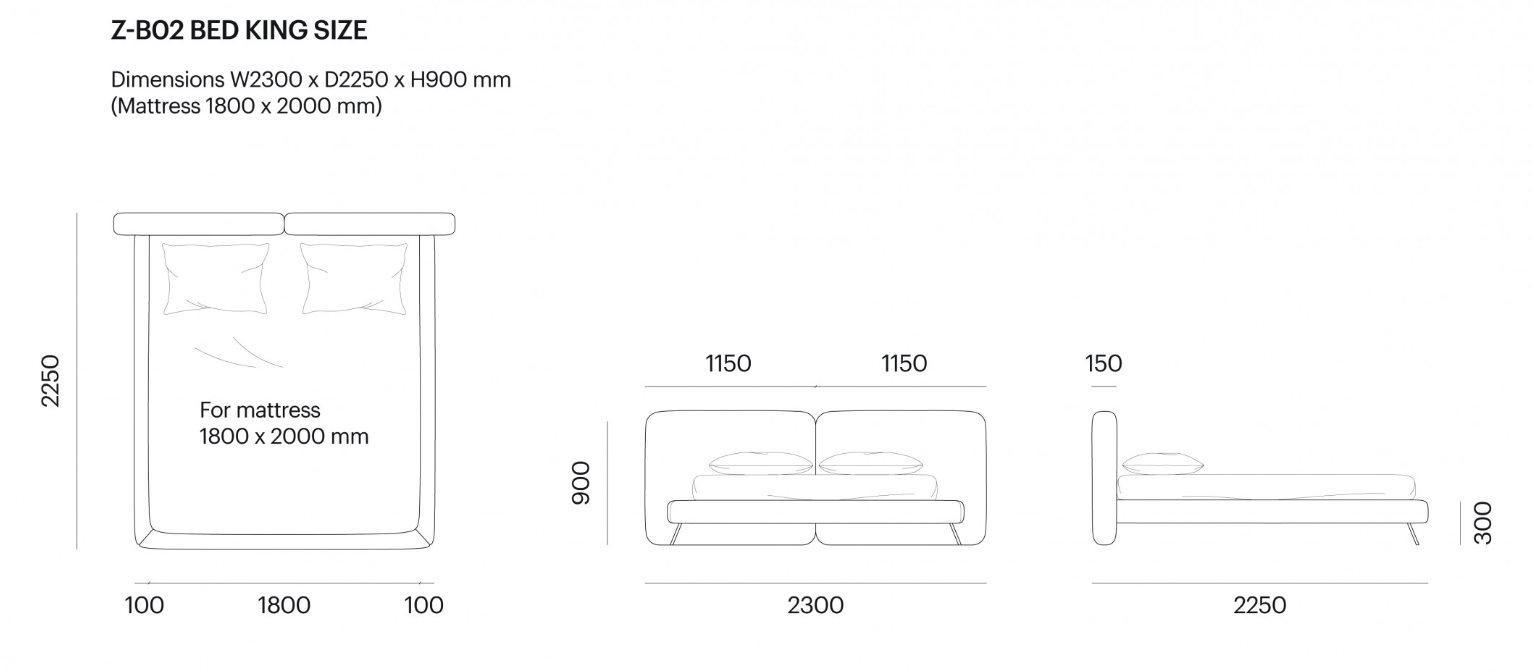 Z-B02 BED KING SIZE
Dimensions W2300 x D2250 x H900 mm
(Mattress 1800 x 2000 mm)
2250
For mattress
1800 x 2000 mm
100 1800 100
1150 1150
900
2300
150
300
2250